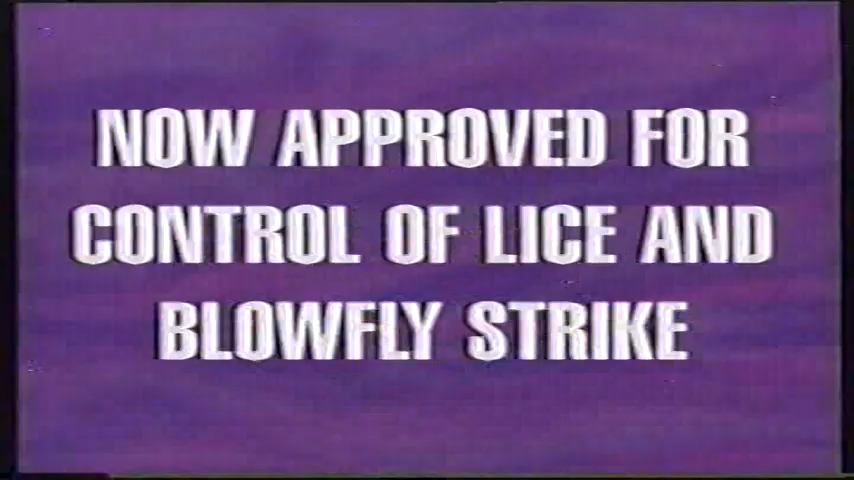 NOW APPROVED FOR
CONTROL OF LICE AND
BLOWFLY STRIKE